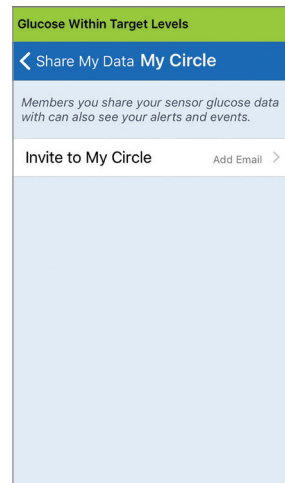 Glucose Within Target Levels
Share My Data My Circle
Members you share your sensor glucose data
with can also see your alerts and events.
Invite to My Circle Add Email